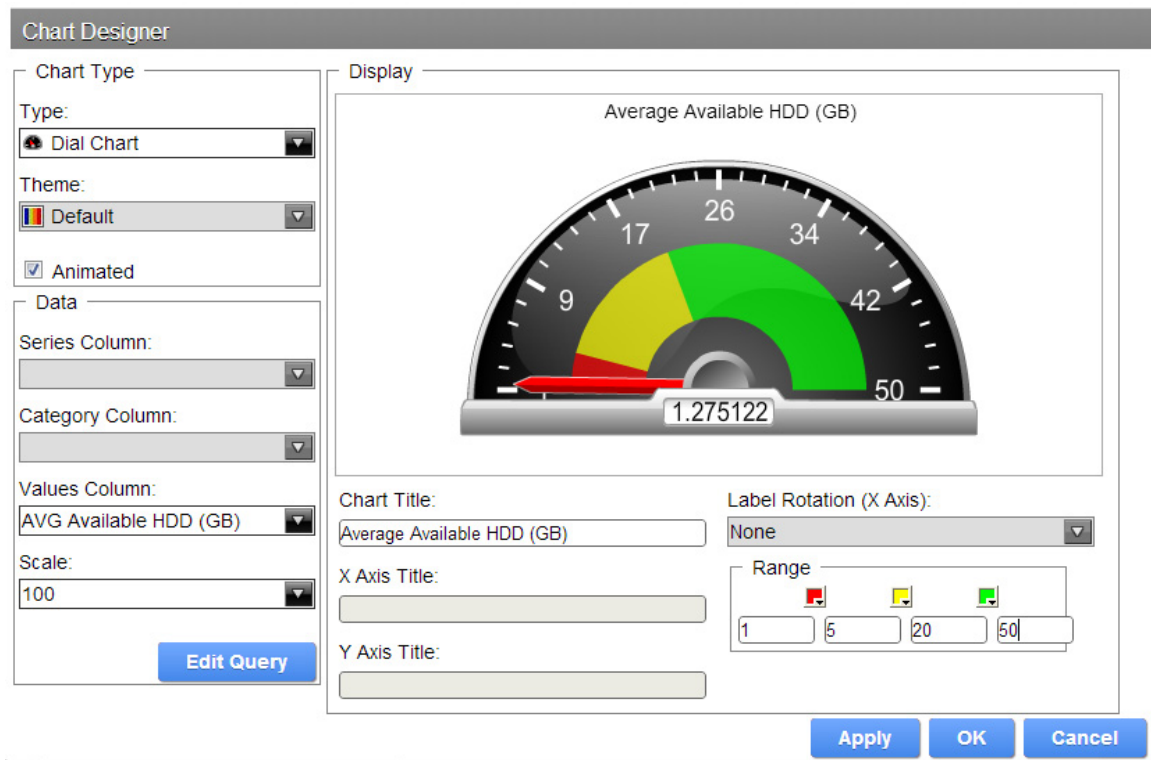 Chart Designer
Chart Type
Type:
Dial Chart
Theme:
Default
Animated
Data
Series Column:
Category Column:
Values Column:
AVG Available HDD (GB)
Scale:
100
Edit Query
Display
Average Available HDD (GB)
9
17
26
34
42
50
1.275122
Chart Title:
Average Available HDD (GB)
X Axis Title:
Y Axis Title:
Label Rotation (X Axis):
None
Range
1
5
20
50
Apply
OK
Cancel